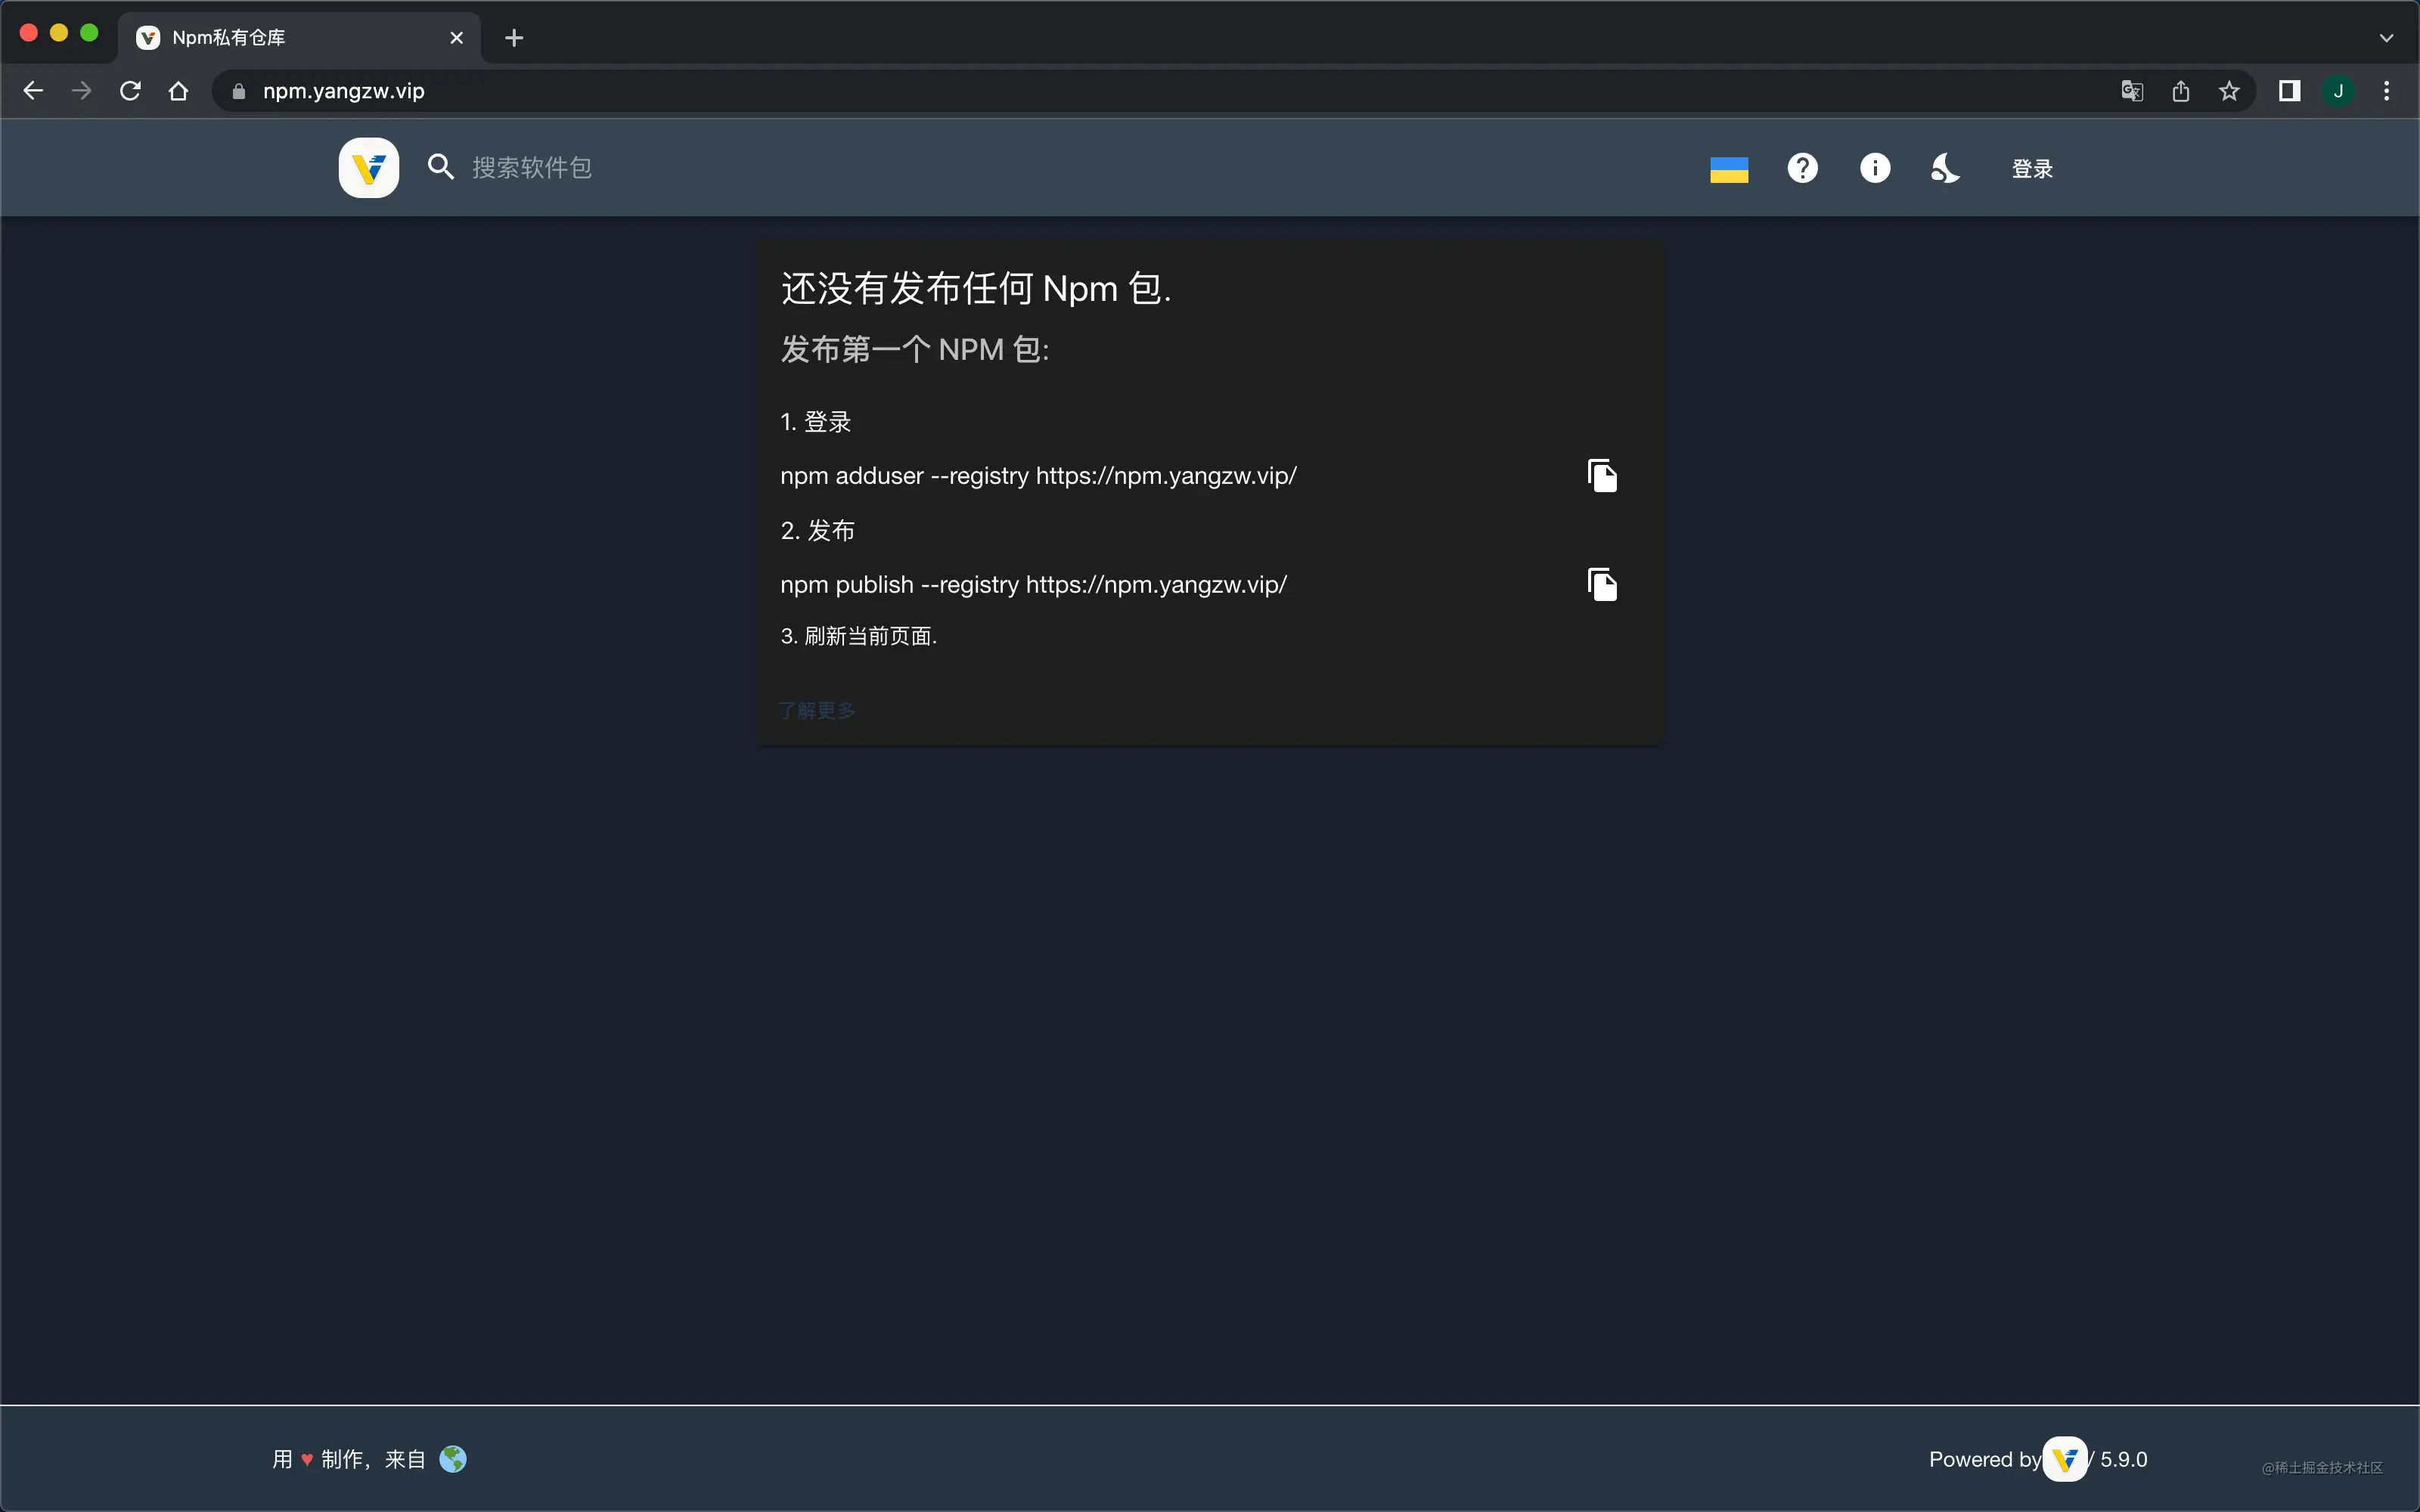 Npm私有仓库
npm.yangzw.vip
J
搜索软件包
登录
还没有发布任何 Npm 包.
发布第一个 NPM 包:
1. 登录
npm adduser --registry https://npm.yangzw.vip/
2. 发布
npm publish --registry https://npm.yangzw.vip/
3. 刷新当前页面.
了解更多
用 ♥ 制作，来自
Powered by / 5.9.0
@稀土掘金技术社区